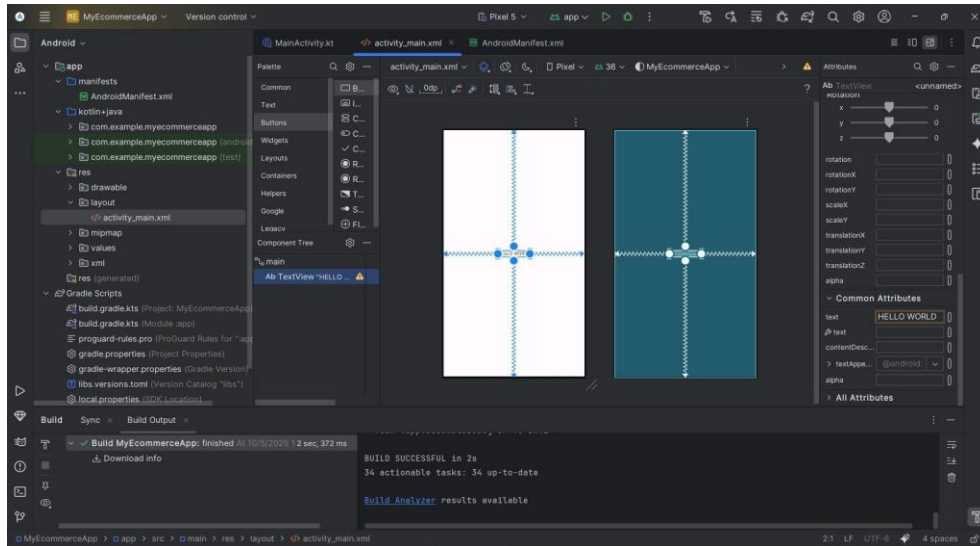 ME MyEcommerceApp Version control Pixel 5 app
Android
MainActivity.kt activity_main.xml AndroidManifest.xml
app
manifests
AndroidManifest.xml
kotlin+java
com.example.myecommerceapp
com.example.myecommerceapp (android
com.example.myecommerceapp (test)
res
drawable
layout
activity_main.xml
mipmap
values
xml
res (generated)
Gradle Scripts
build.gradle.kts (Project: MyEcommerceApp)
build.gradle.kts (Module :app)
proguard-rules.pro (ProGuard Rules for ":app
gradle.properties (Project Properties)
gradle-wrapper.properties (Gradle Version)
libs.versions.toml (Version Catalog "libs")
local.properties (SDK Location)
Palette
Common
Text
Buttons
Widgets
Layouts
Containers
Helpers
Google
Legacy
B...
I...
C...
C...
C...
R...
R...
T...
S...
Fl...
Component Tree
main
Ab TextView "HELLO ...
activity_main.xml Pixel 36 MyEcommerceApp
0dp
?
Attributes
Ab TextView <unnamed>
Rotation
x 0
y 0
z 0
rotation
rotationX
rotationY
scaleX
scaleY
translationX
translationY
translationZ
alpha
Common Attributes
text HELLO WORLD
text
contentDesc...
textAppe... @android:
alpha
All Attributes
Build Sync Build Output
Build MyEcommerceApp: finished At 10/5/2025 1 2 sec, 372 ms
Download info
BUILD SUCCESSFUL in 2s
34 actionable tasks: 34 up-to-date
Build Analyzer results available
MyEcommerceApp > app > src > main > res > layout > activity_main.xml
2:1 LF UTF-8 4 spaces